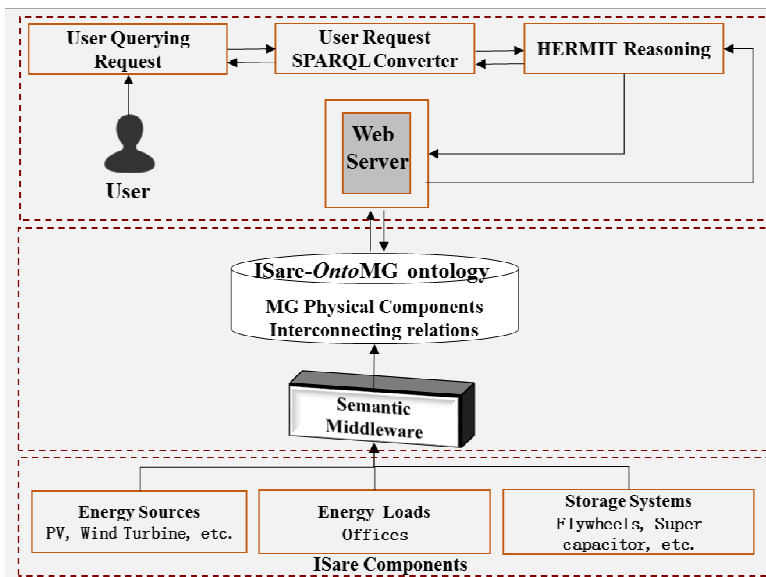 User Querying
Request
User Request
SPARQL Converter
HERMIT Reasoning
Web
Server
User
ISare-OntoMG ontology
MG Physical Components
Interconnecting relations
Semantic
Middleware
Energy Sources
PV, Wind Turbine, etc.
Energy Loads
Offices
Storage Systems
Flywheels, Super
capacitor, etc.
ISare Components